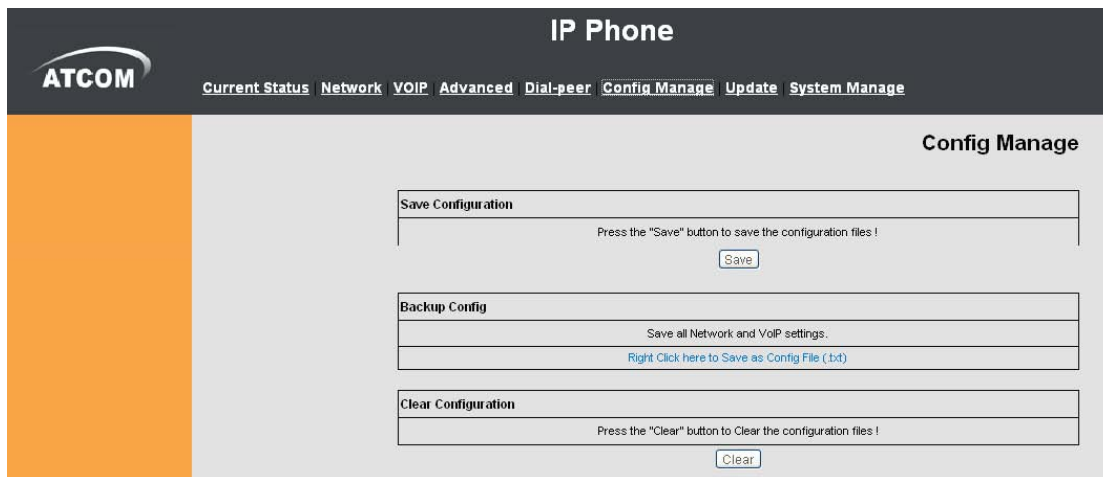 IP Phone
ATCOM
Current Status | Network | VOIP | Advanced | Dial-peer | Config Manage | Update | System Manage
Config Manage
Save Configuration
Press the "Save" button to save the configuration files !
Save
Backup Config
Save all Network and VoIP settings.
Right Click here to Save as Config File (.txt)
Clear Configuration
Press the "Clear" button to Clear the configuration files !
Clear